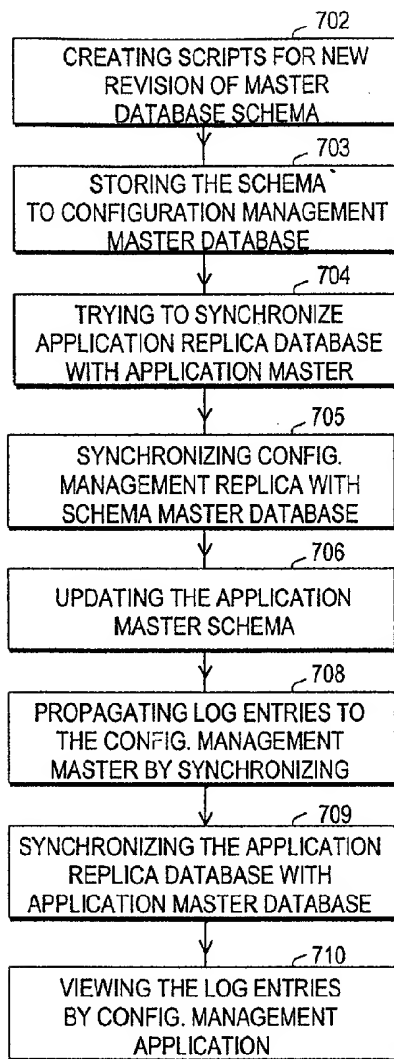 702
CREATING SCRIPTS FOR NEW
REVISION OF MASTER
DATABASE SCHEMA
703
STORING THE SCHEMA
TO CONFIGURATION MANAGEMENT
MASTER DATABASE
704
TRYING TO SYNCHRONIZE
APPLICATION REPLICA DATABASE
WITH APPLICATION MASTER
705
SYNCHRONIZING CONFIG.
MANAGEMENT REPLICA WITH
SCHEMA MASTER DATABASE
706
UPDATING THE APPLICATION
MASTER SCHEMA
708
PROPAGATING LOG ENTRIES TO
THE CONFIG. MANAGEMENT
MASTER BY SYNCHRONIZING
709
SYNCHRONIZING THE APPLICATION
REPLICA DATABASE WITH
APPLICATION MASTER DATABASE
710
VIEWING THE LOG ENTRIES
BY CONFIG. MANAGEMENT
APPLICATION